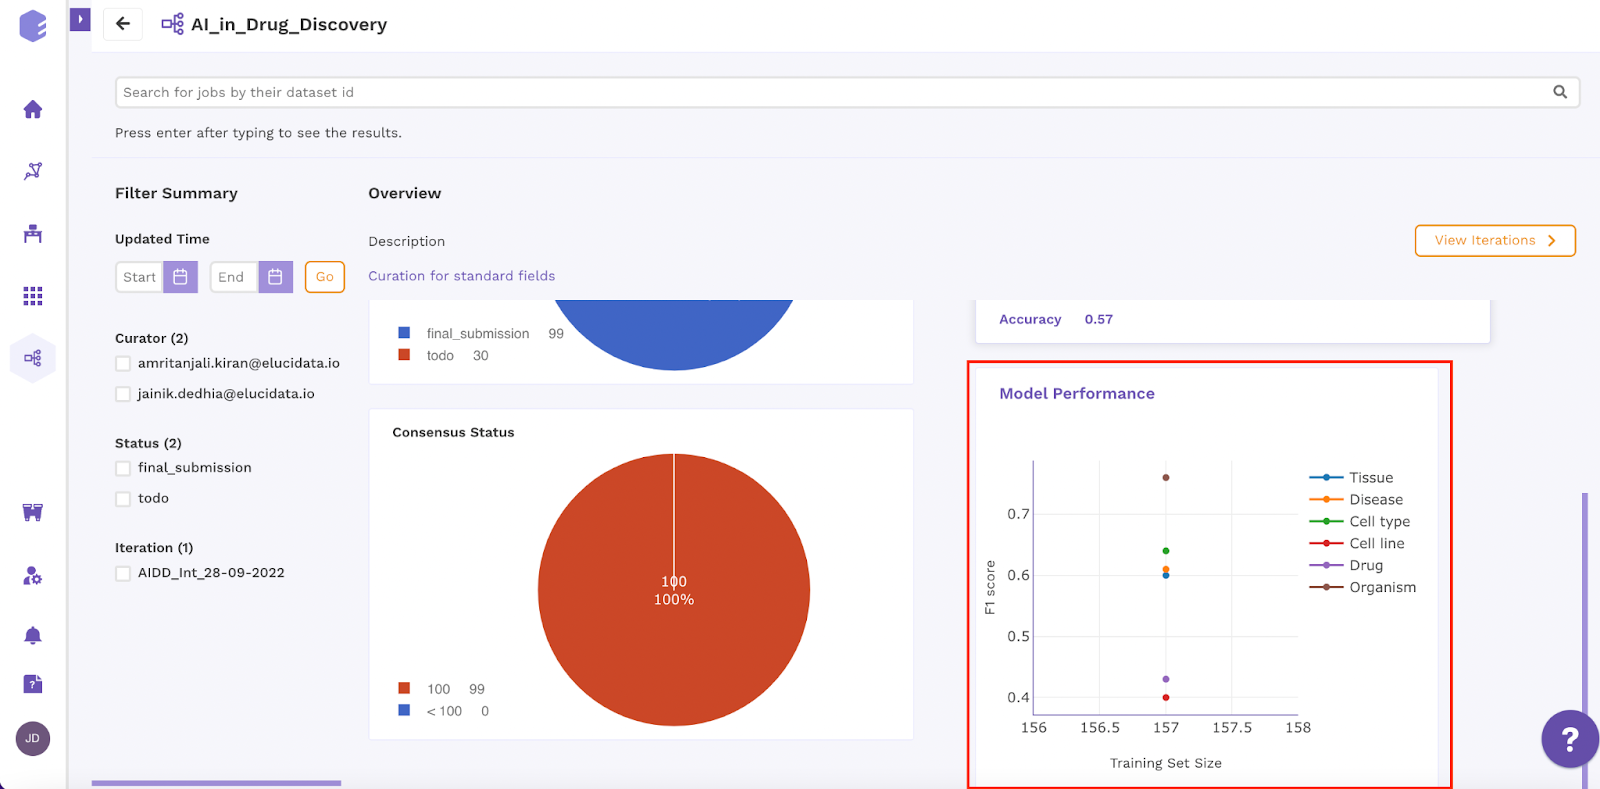 AI_in_Drug_Discovery
Search for jobs by their dataset id
Press enter after typing to see the results.
Filter Summary
Updated Time
Start
End
Go
Curator (2)
amritanjali.kiran@elucidata.io
jainik.dedhia@elucidata.io
Status (2)
final_submission
todo
Iteration (1)
AIDD_Int_28-09-2022
Overview
Description
Curation for standard fields
View Iterations
final_submission 99
todo 30
Consensus Status
100
100%
100 99
< 100 0
Accuracy 0.57
Model Performance
0.7
0.6
0.5
0.4
F1 score
156 156.5 157 157.5 158
Training Set Size
Tissue
Disease
Cell type
Cell line
Drug
Organism
?
JD
?